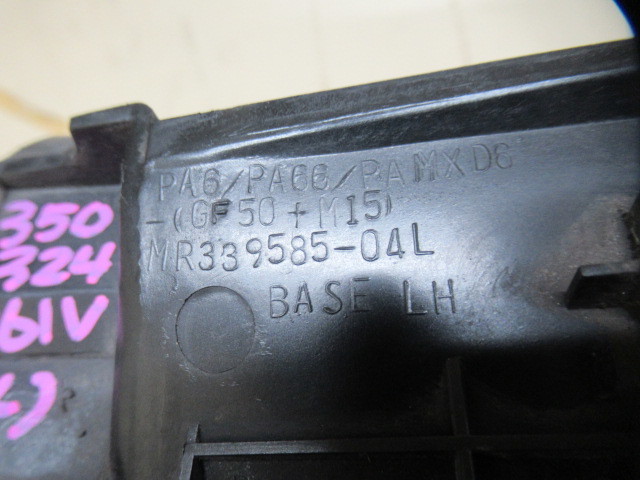 PA6/PA66/PAMXD6
-(GF50+M15)
MR339585-04L
BASE LH
350
324
61V